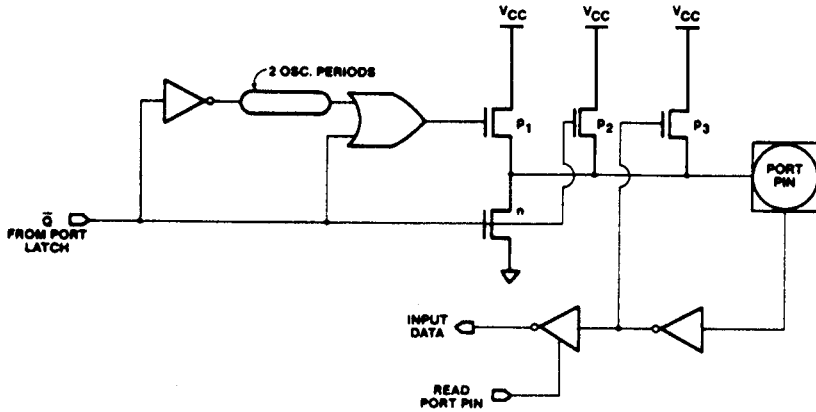 VCC
VCC
VCC
2 OSC. PERIODS
P1
P2
P3
PORT
PIN
Q̅
FROM PORT
LATCH
n
INPUT
DATA
READ
PORT PIN